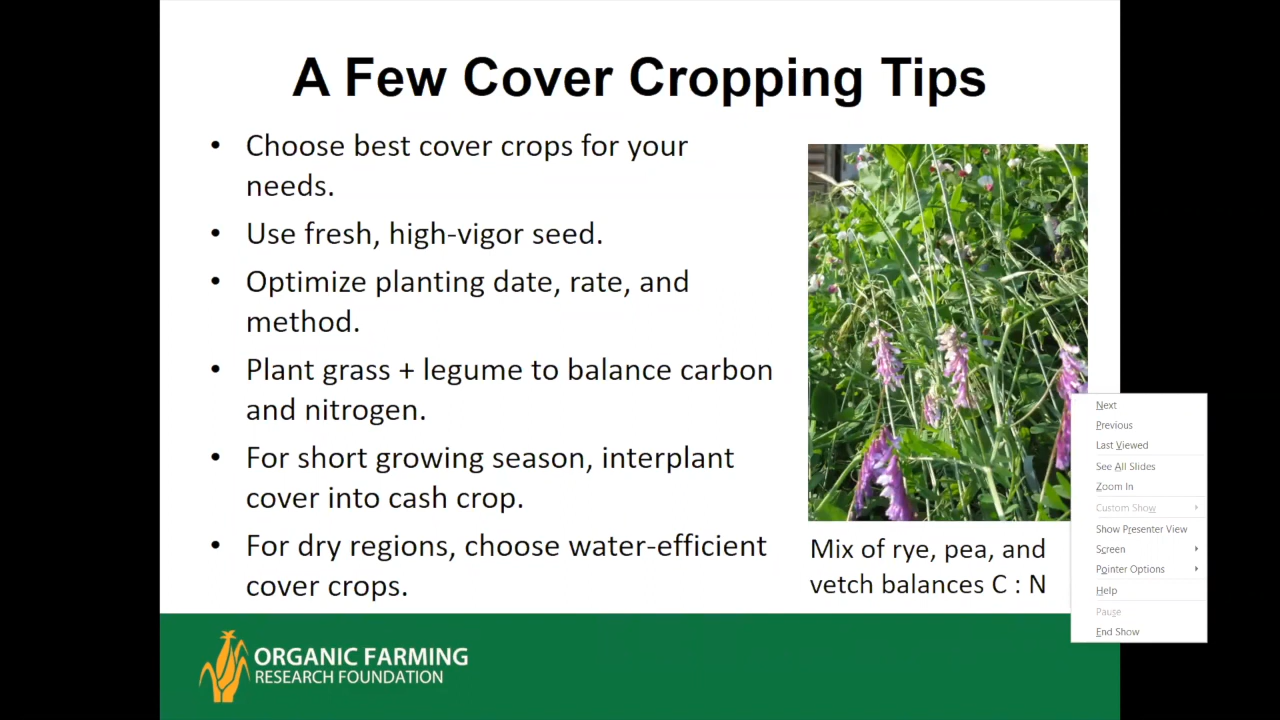 A Few Cover Cropping Tips
• Choose best cover crops for your
needs.
• Use fresh, high-vigor seed.
• Optimize planting date, rate, and
method.
• Plant grass + legume to balance carbon
and nitrogen.
• For short growing season, interplant
cover into cash crop.
• For dry regions, choose water-efficient
cover crops.
Mix of rye, pea, and
vetch balances C : N
Next
Previous
Last Viewed
See All Slides
Zoom In
Custom Show
Show Presenter View
Screen
Pointer Options
Help
Pause
End Show
ORGANIC FARMING
RESEARCH FOUNDATION